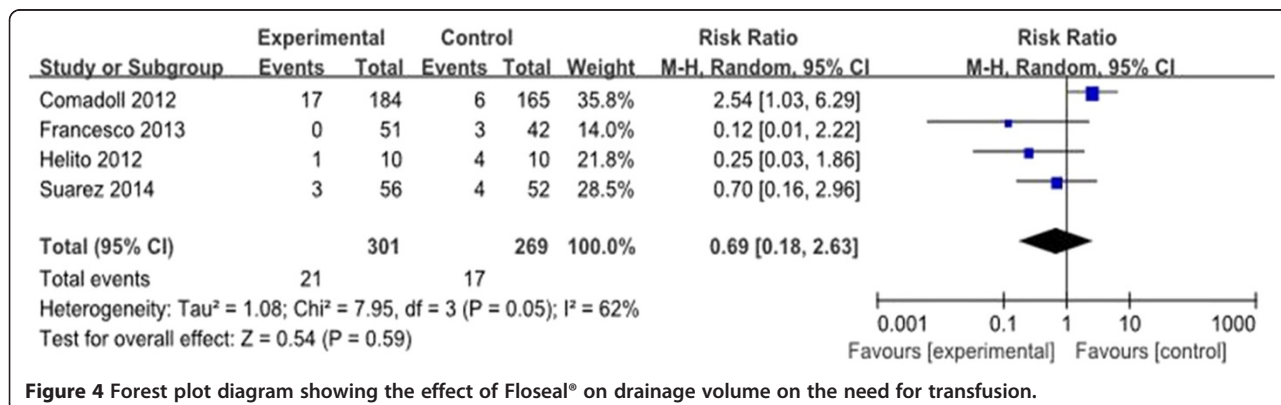 Experimental Control Risk Ratio Risk Ratio
Study or Subgroup Events Total Events Total Weight M-H, Random, 95% CI M-H, Random, 95% CI
Comadoll 2012 17 184 6 165 35.8% 2.54 [1.03, 6.29]
Francesco 2013 0 51 3 42 14.0% 0.12 [0.01, 2.22]
Helito 2012 1 10 4 10 21.8% 0.25 [0.03, 1.86]
Suarez 2014 3 56 4 52 28.5% 0.70 [0.16, 2.96]
Total (95% CI) 301 269 100.0% 0.69 [0.18, 2.63]
Total events 21 17
Heterogeneity: Tau² = 1.08; Chi² = 7.95, df = 3 (P = 0.05); I² = 62%
Test for overall effect: Z = 0.54 (P = 0.59)
0.001 0.1 1 10 1000
Favours [experimental] Favours [control]
Figure 4 Forest plot diagram showing the effect of Floseal® on drainage volume on the need for transfusion.